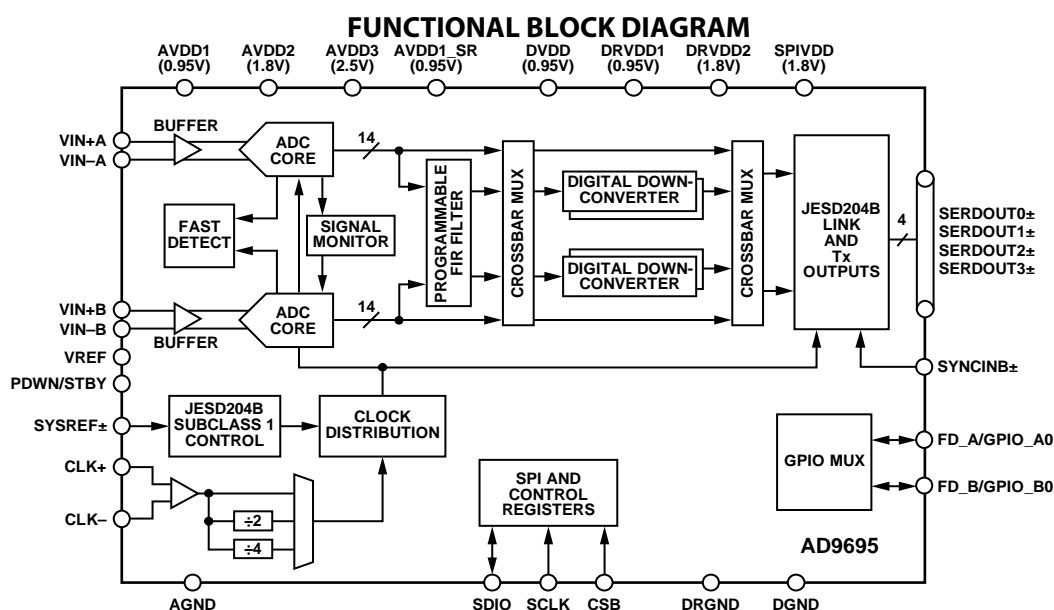 FUNCTIONAL BLOCK DIAGRAM
AVDD1
(0.95V)
AVDD2
(1.8V)
AVDD3
(2.5V)
AVDD1_SR
(0.95V)
DVDD
(0.95V)
DRVDD1
(0.95V)
DRVDD2
(1.8V)
SPIVDD
(1.8V)
VIN+A
VIN–A
BUFFER
ADC
CORE
14
FAST
DETECT
SIGNAL
MONITOR
PROGRAMMABLE
FIR FILTER
CROSSBAR MUX
DIGITAL DOWN-
CONVERTER
DIGITAL DOWN-
CONVERTER
CROSSBAR MUX
JESD204B
LINK
AND
Tx
OUTPUTS
4
SERDOUT0±
SERDOUT1±
SERDOUT2±
SERDOUT3±
VIN+B
VIN–B
BUFFER
ADC
CORE
14
VREF
PDWN/STBY
SYSREF±
JESD204B
SUBCLASS 1
CONTROL
CLOCK
DISTRIBUTION
SYNCINB±
CLK+
CLK–
÷2
÷4
SPI AND
CONTROL
REGISTERS
GPIO MUX
FD_A/GPIO_A0
FD_B/GPIO_B0
AD9695
AGND
SDIO
SCLK
CSB
DRGND
DGND